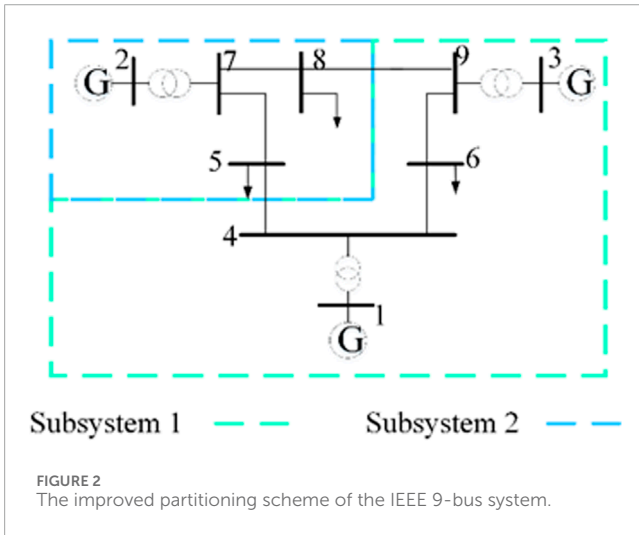 2 7 8 9 3
G G
5 6
4
1
G
Subsystem 1 Subsystem 2
FIGURE 2
The improved partitioning scheme of the IEEE 9-bus system.